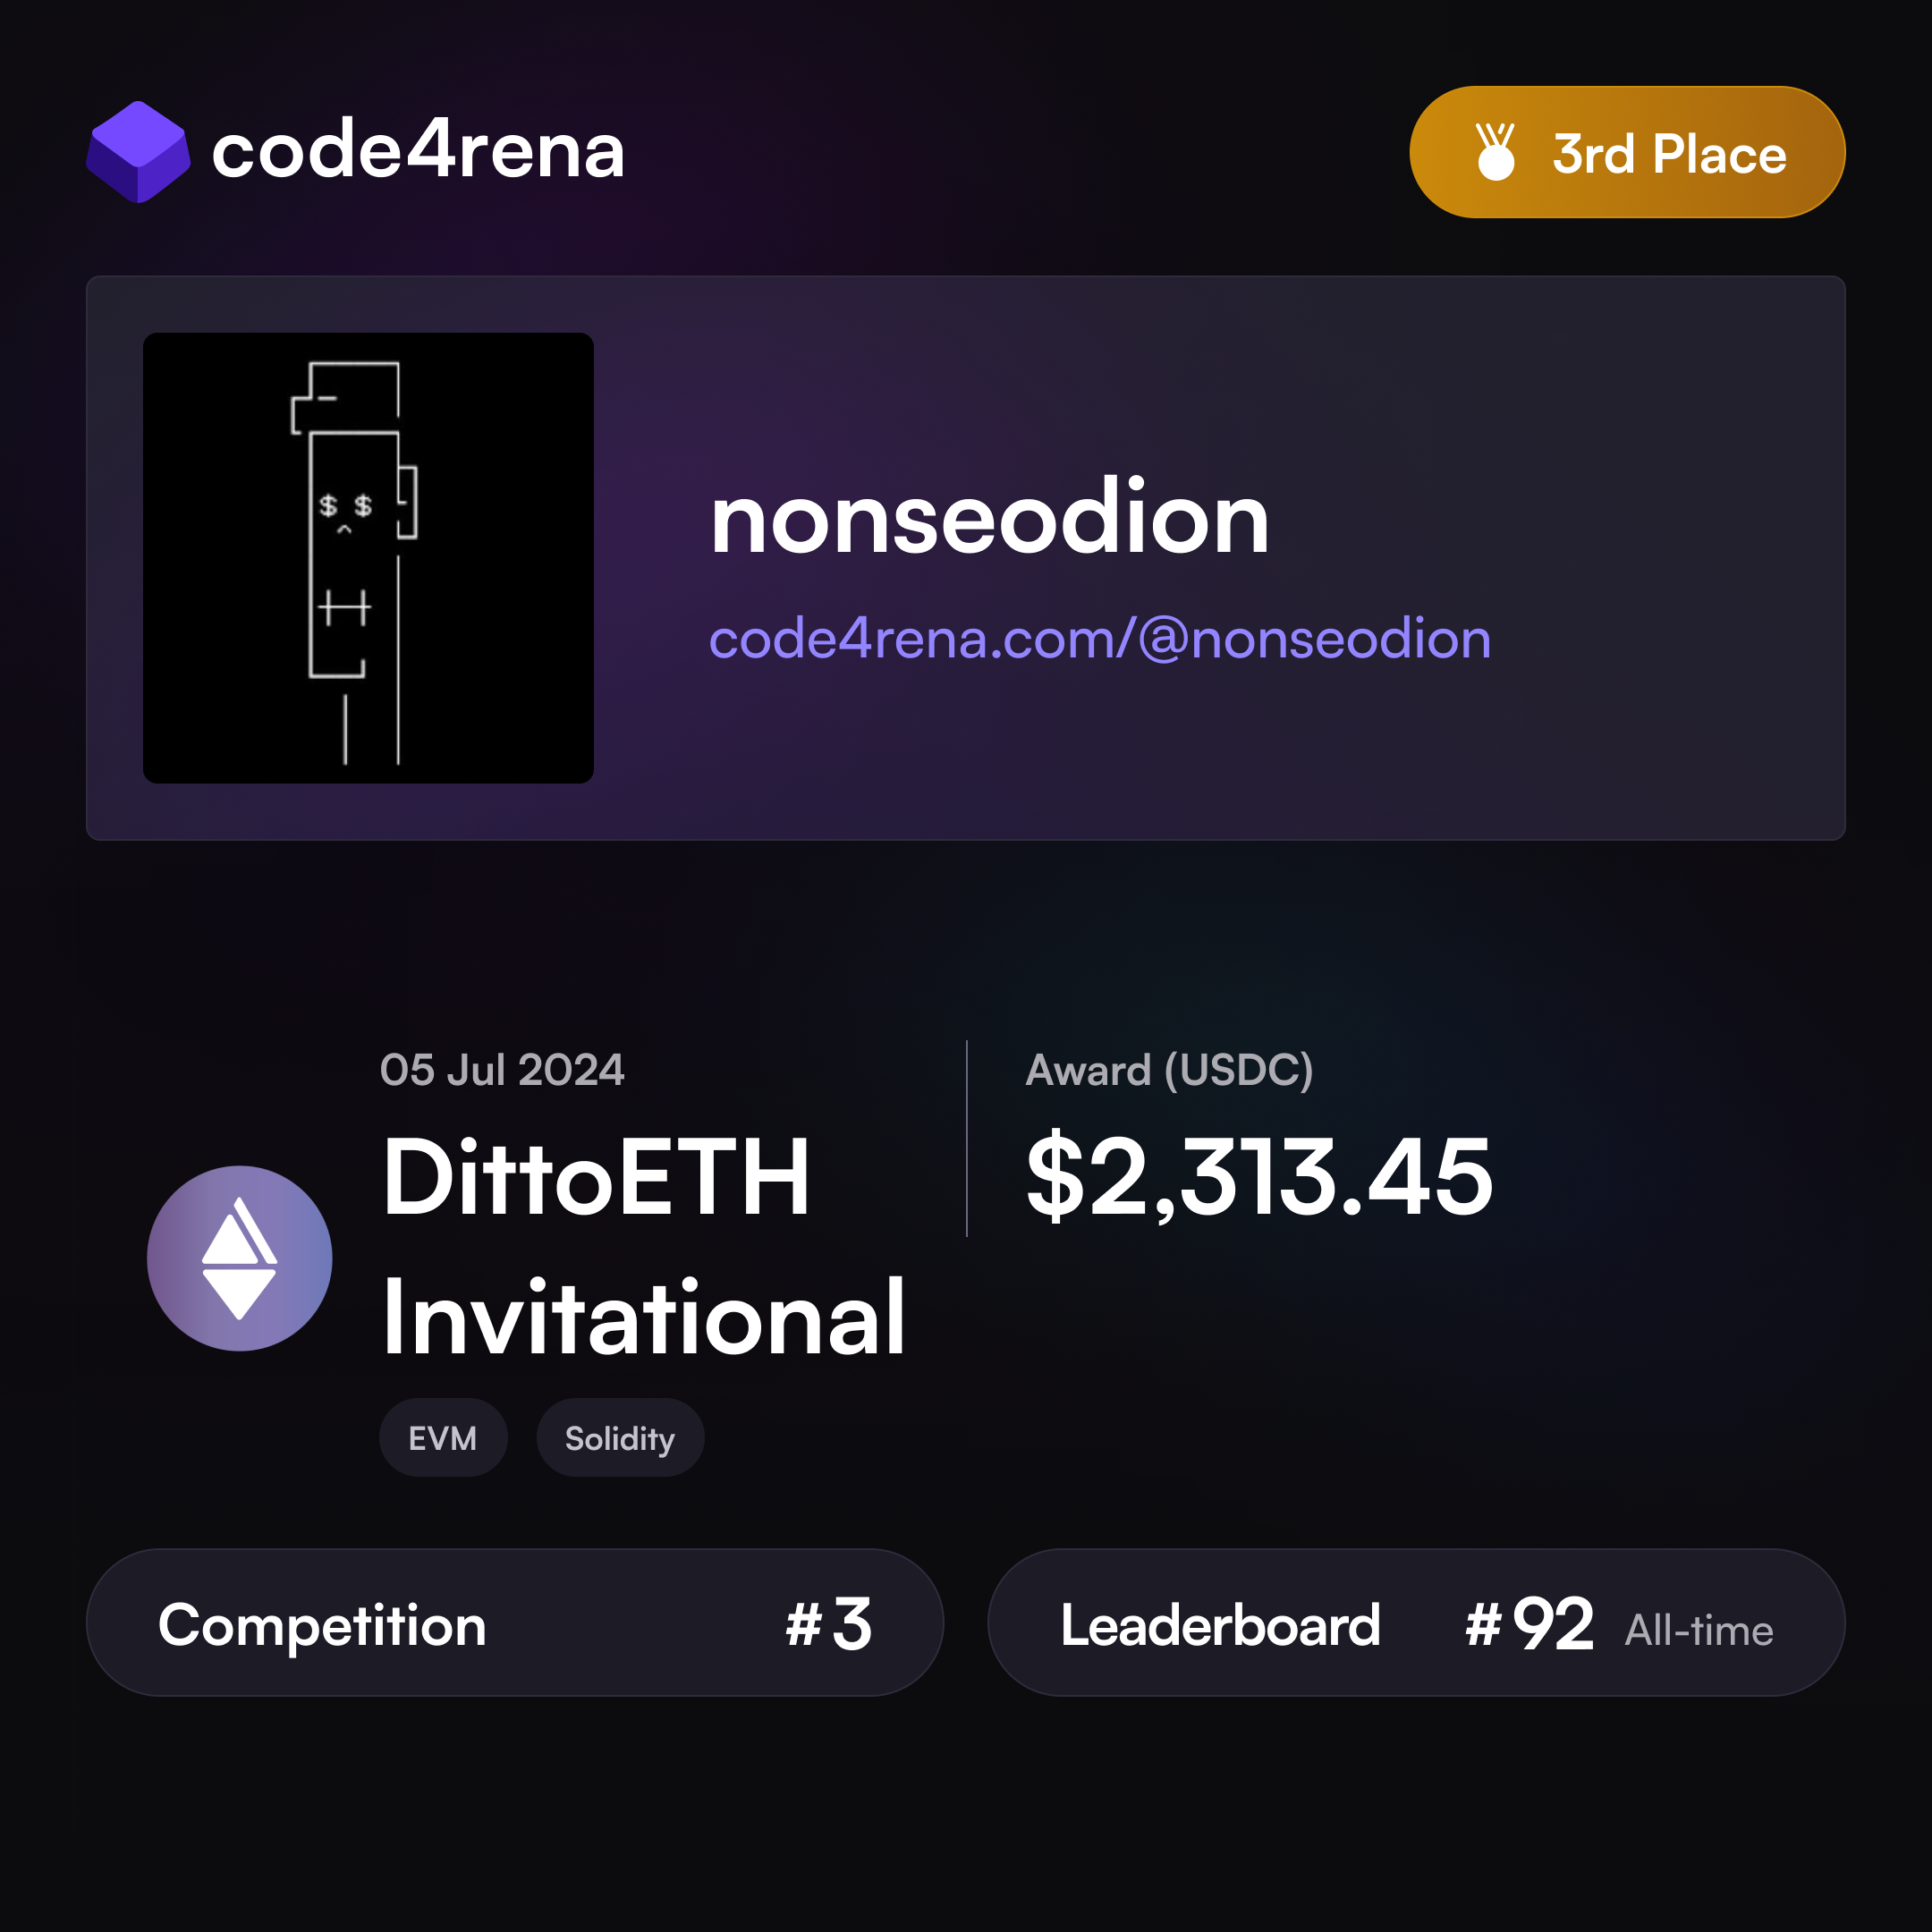 code4rena
3rd Place
$ $
^
nonseodion
code4rena.com/@nonseodion
05 Jul 2024
DittoETH
Invitational
EVM Solidity
Award (USDC)
$2,313.45
Competition #3
Leaderboard #92 All-time